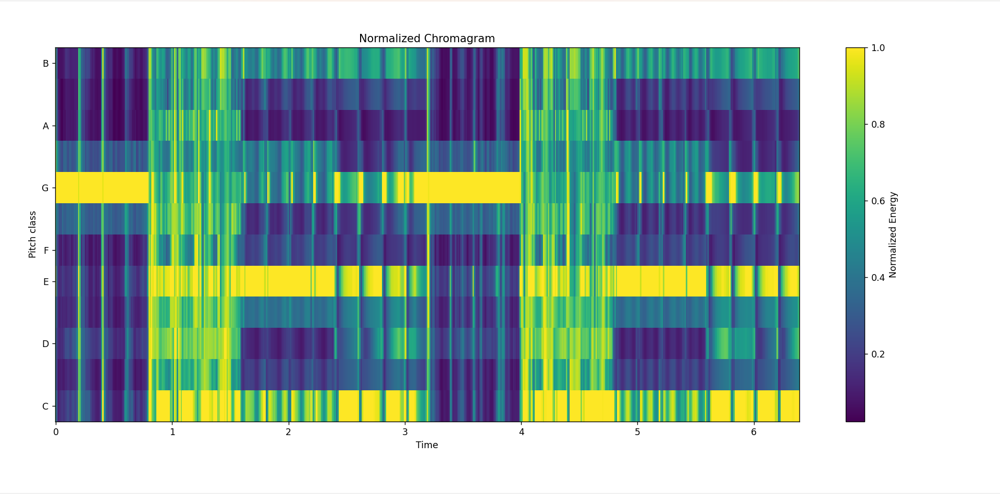 Normalized Chromagram
B
A
G
F
E
D
C
Pitch class
0 1 2 3 4 5 6
Time
1.0
0.8
0.6
0.4
0.2
Normalized Energy